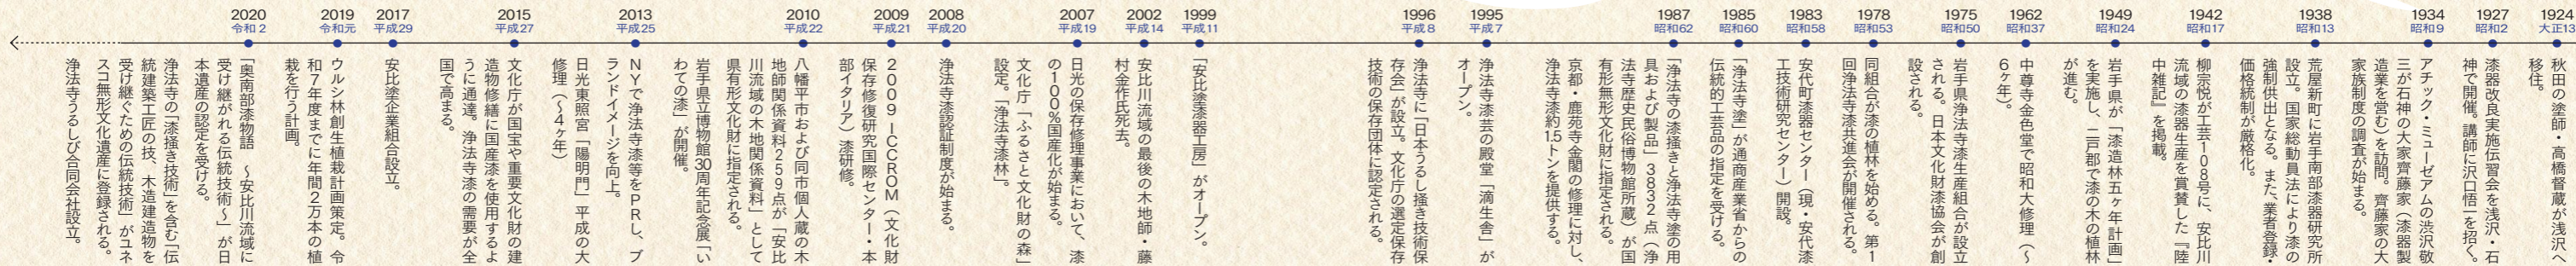 1924
大正13
秋田の塗師・高橋督蔵が浅沢へ
移住。
1927
昭和2
漆器改良実施伝習会を浅沢・石
神で開催。講師に沢口悟一を招く。
1934
昭和9
アチック・ミューゼアムの渋沢敬
三が石神の大家齊藤家（漆器製
造業を営む）を訪問。齊藤家の大
家族制度の調査が始まる。
1938
昭和13
荒屋新町に岩手南部漆器研究所
設立。国家総動員法により漆の
強制供出となる。また、業者登録・
価格統制が厳格化。
1942
昭和17
柳宗悦が工芸108号に、安比川
流域の漆器生産を賞賛した『陸
中雑記』を掲載。
1949
昭和24
岩手県が「漆造林五ヶ年計画」
を実施し、二戸郡で漆の木の植林
が進む。
1962
昭和37
中尊寺金色堂で昭和大修理（～
6ヶ年）。
1975
昭和50
岩手県浄法寺漆生産組合が設立
される。日本文化財漆協会が創
設される。
1978
昭和53
同組合が漆の植林を始める。第1
回浄法寺漆共進会が開催される。
1983
昭和58
安代町漆器センター（現・安代漆
工技術研究センター）開設。
1985
昭和60
「浄法寺塗」が通商産業省からの
伝統的工芸品の指定を受ける。
1987
昭和62
「浄法寺の漆掻きと浄法寺塗の用
具および製品」3832点（浄
法寺歴史民俗博物館所蔵）が国
有形無形文化財に指定される。
京都・鹿苑寺金閣の修理に対し、
浄法寺漆約1.5トンを提供する。
1995
平成7
浄法寺漆芸の殿堂「滴生舎」が
オープン。
1996
平成8
浄法寺に「日本うるし掻き技術保
存会」が設立。文化庁の選定保存
技術の保存団体に認定される。
1999
平成11
「安比塗漆器工房」がオープン。
2002
平成14
安比川流域の最後の木地師・藤
村金作氏死去。
2007
平成19
日光の保存修理事業において、漆
の100%国産化が始まる。
文化庁「ふるさと文化財の森」
設定。「浄法寺漆林」。
2008
平成20
浄法寺漆認証制度が始まる。
2009
平成21
2009 ICCROM（文化財
保存修復研究国際センター・本
部イタリア）漆研修。
2010
平成22
八幡平市および同市個人蔵の木
地師関係資料259点が「安比
川流域の木地関係資料」として
県有形文化財に指定される。
岩手県立博物館30周年記念展「い
わての漆」が開催。
2013
平成25
NYで浄法寺漆等をPRし、ブ
ランドイメージを向上。
日光東照宮「陽明門」平成の大
修理（～4ヶ年）
2015
平成27
文化庁が国宝や重要文化財の建
造物修繕に国産漆を使用するよ
うに通達。浄法寺漆の需要が全
国で高まる。
2017
平成29
安比塗企業組合設立。
2019
令和元
ウルシ林創生植栽計画策定。令
和7年度までに年間2万本の植
栽を行う計画。
2020
令和2
「奥南部漆物語　～安比川流域に
受け継がれる伝統技術～」が日
本遺産の認定を受ける。
浄法寺の「漆掻き技術」を含む「伝
統建築工匠の技、木造建造物を
受け継ぐための伝統技術」がユネ
スコ無形文化遺産に登録される。
浄法寺うるしび合同会社設立。